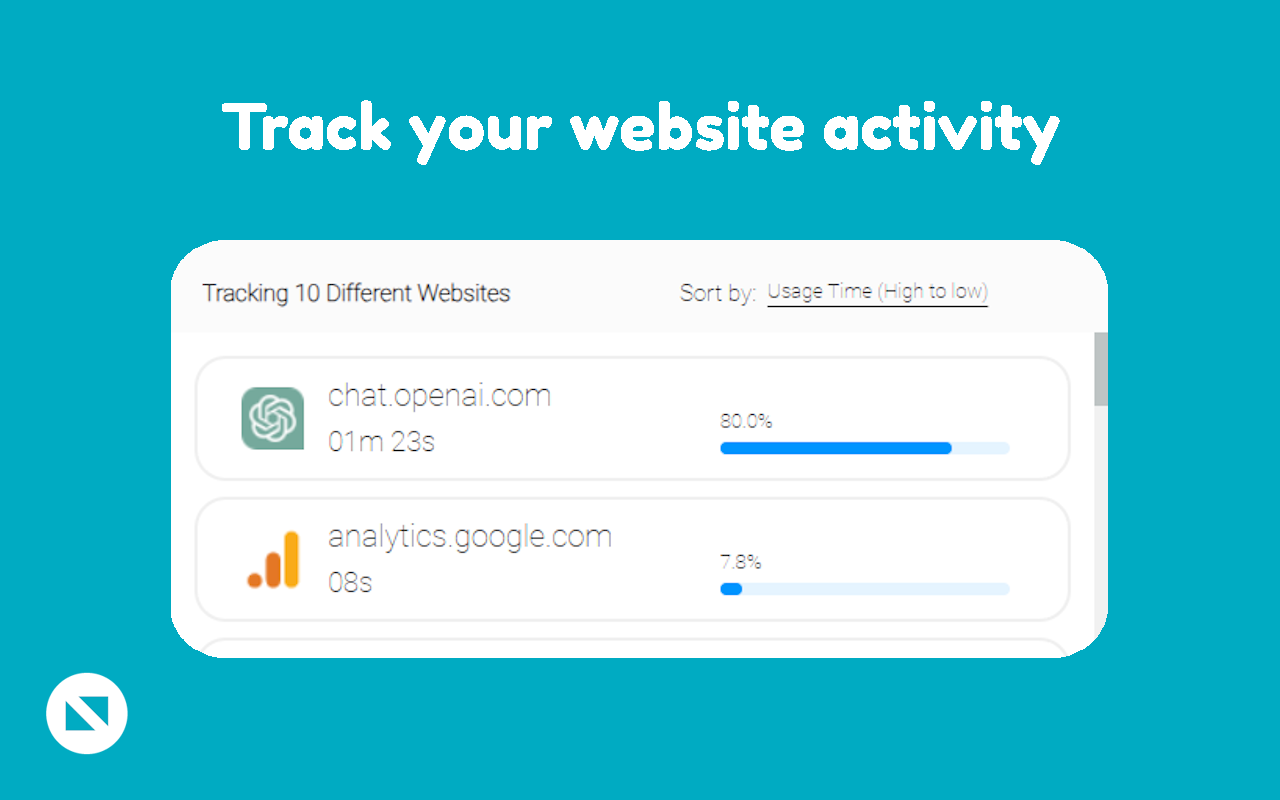 Track your website activity
Tracking 10 Different Websites
Sort by: Usage Time (High to low)
chat.openai.com
01m 23s
80.0%
analytics.google.com
08s
7.8%